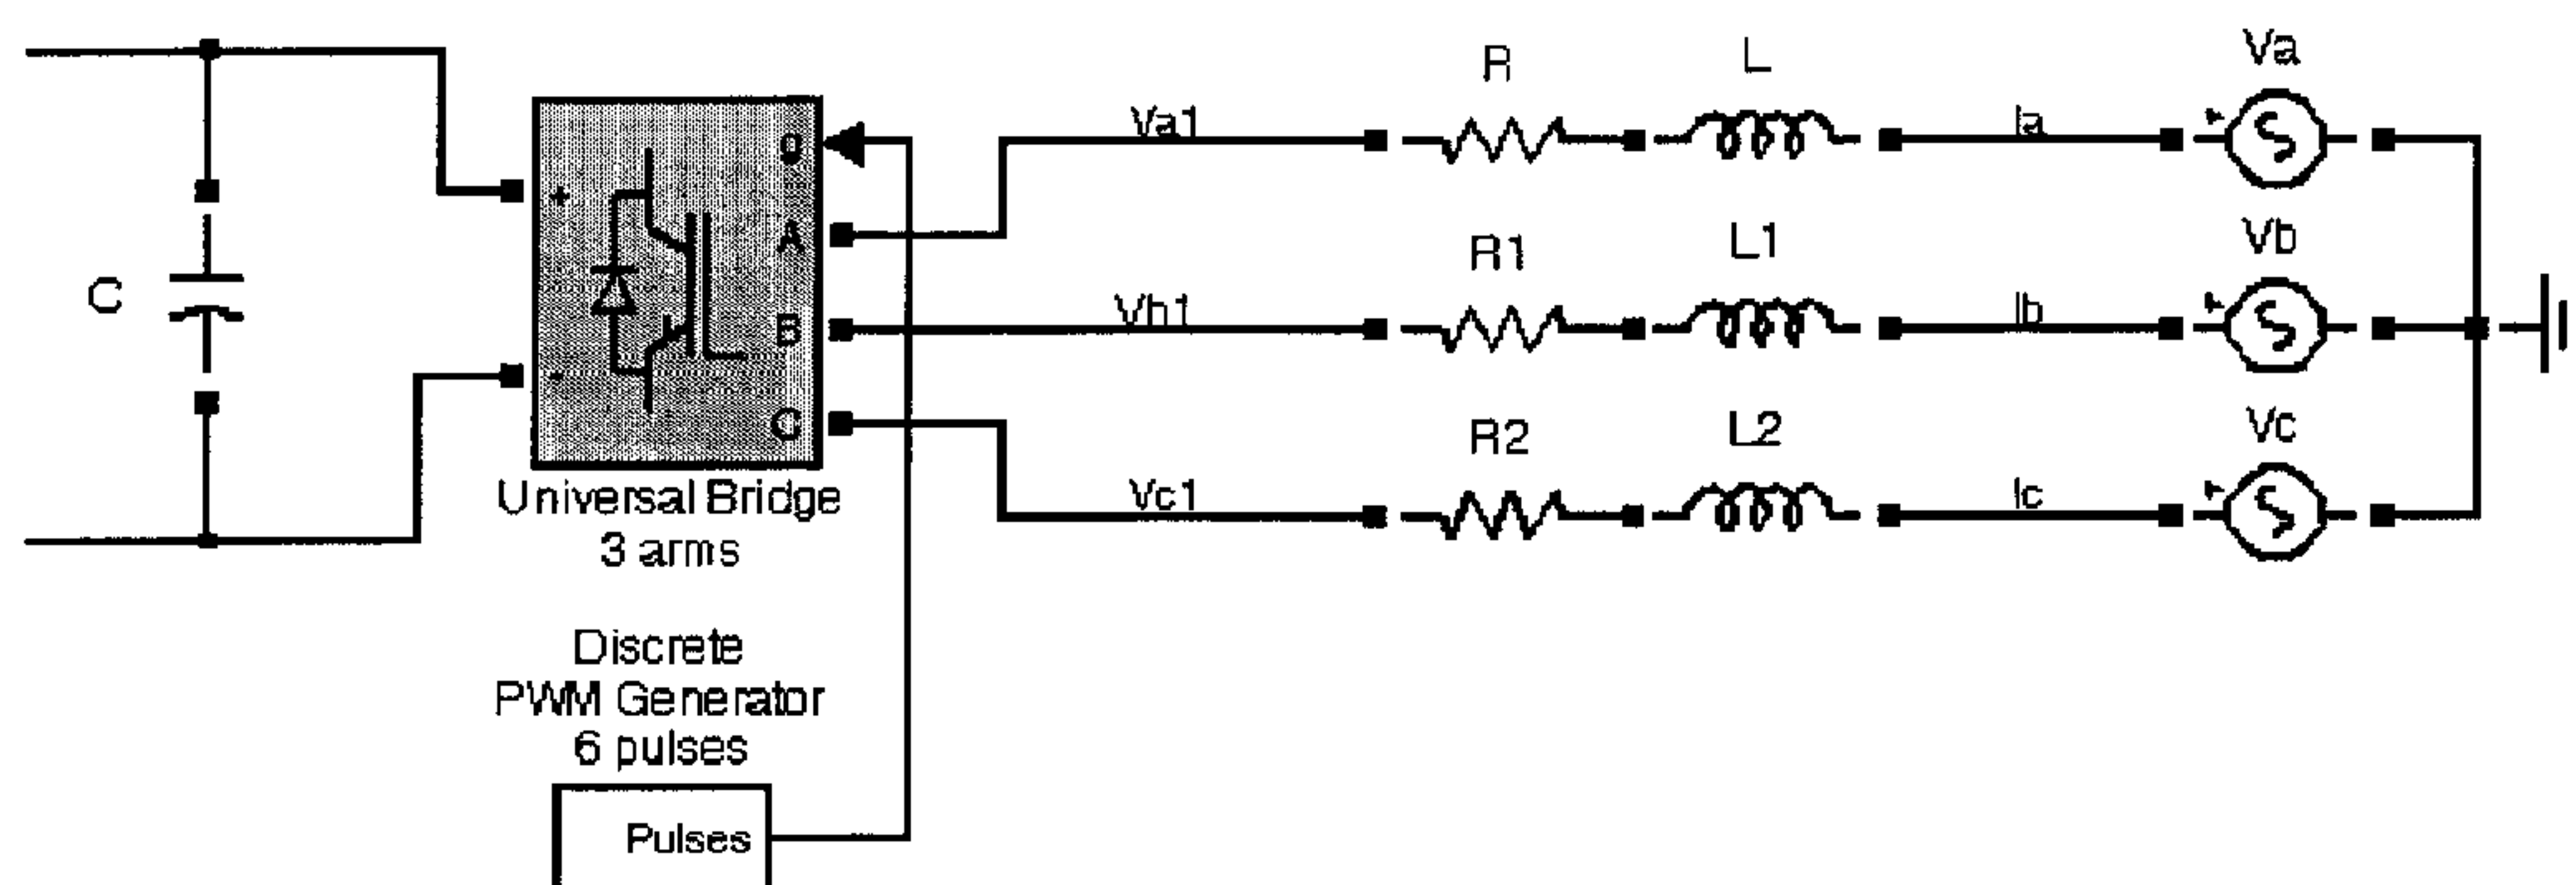 R
L
Va
g
Va1
Ia
+
A
R1
L1
Vb
C
B
Vb1
Ib
-
C
R2
L2
Vc
Vc1
Ic
Universal Bridge
3 arms
Discrete
PWM Generator
6 pulses
Pulses